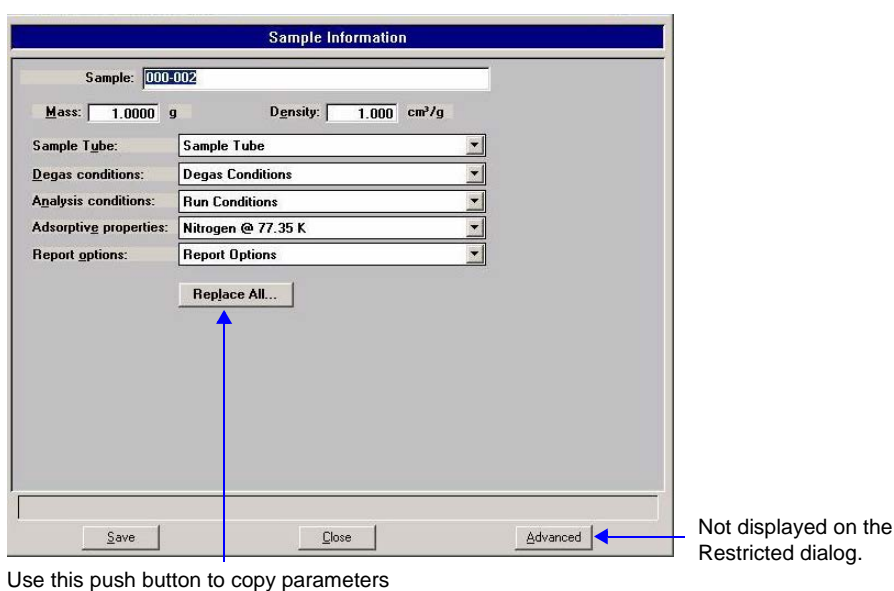 Sample Information
Sample: 000-002
Mass: 1.0000 g Density: 1.000 cm³/g
Sample Tube: Sample Tube
Degas conditions: Degas Conditions
Analysis conditions: Run Conditions
Adsorptive properties: Nitrogen @ 77.35 K
Report options: Report Options
Replace All...
Save Close Advanced
Not displayed on the
Restricted dialog.
Use this push button to copy parameters